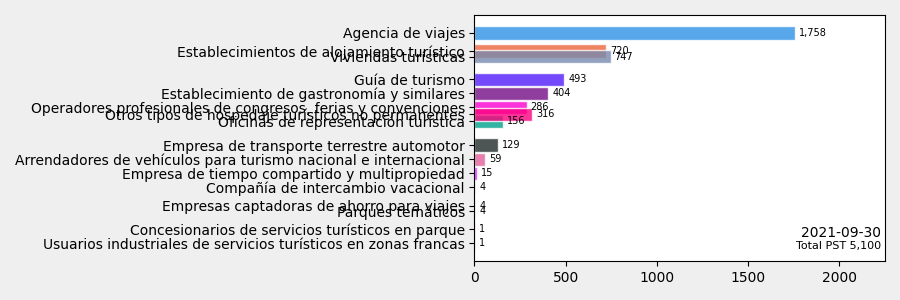 Agencia de viajes 1,758
Establecimientos de alojamiento turístico 720
Viviendas turísticas 747
Guía de turismo 493
Establecimiento de gastronomía y similares 404
Operadores profesionales de congresos, ferias y convenciones 286
Otros tipos de hospedaje turísticos no permanentes 316
Oficinas de representación turística 156
Empresa de transporte terrestre automotor 129
Arrendadores de vehículos para turismo nacional e internacional 59
Empresa de tiempo compartido y multipropiedad 15
Compañía de intercambio vacacional 4
Empresas captadoras de ahorro para viajes 4
Parques temáticos 4
Concesionarios de servicios turísticos en parque 1
Usuarios industriales de servicios turísticos en zonas francas 1
2021-09-30
Total PST 5,100
0 500 1000 1500 2000